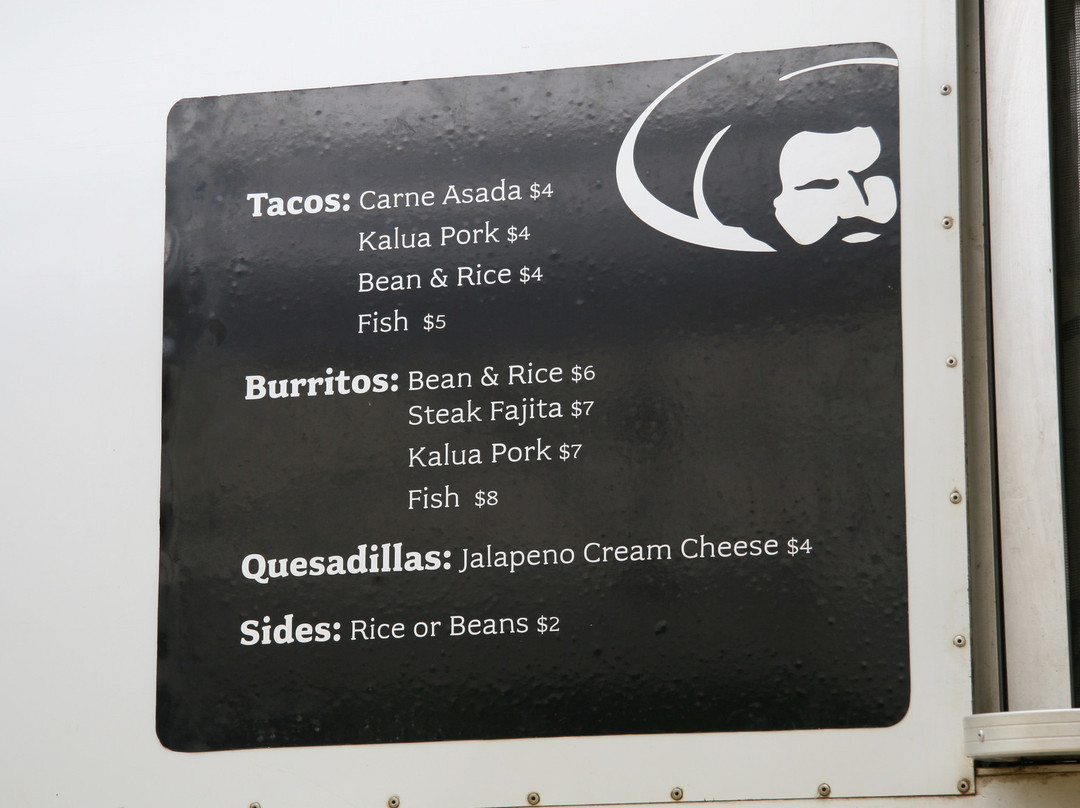 Tacos: Carne Asada $4
Kalua Pork $4
Bean & Rice $4
Fish $5
Burritos: Bean & Rice $6
Steak Fajita $7
Kalua Pork $7
Fish $8
Quesadillas: Jalapeno Cream Cheese $4
Sides: Rice or Beans $2